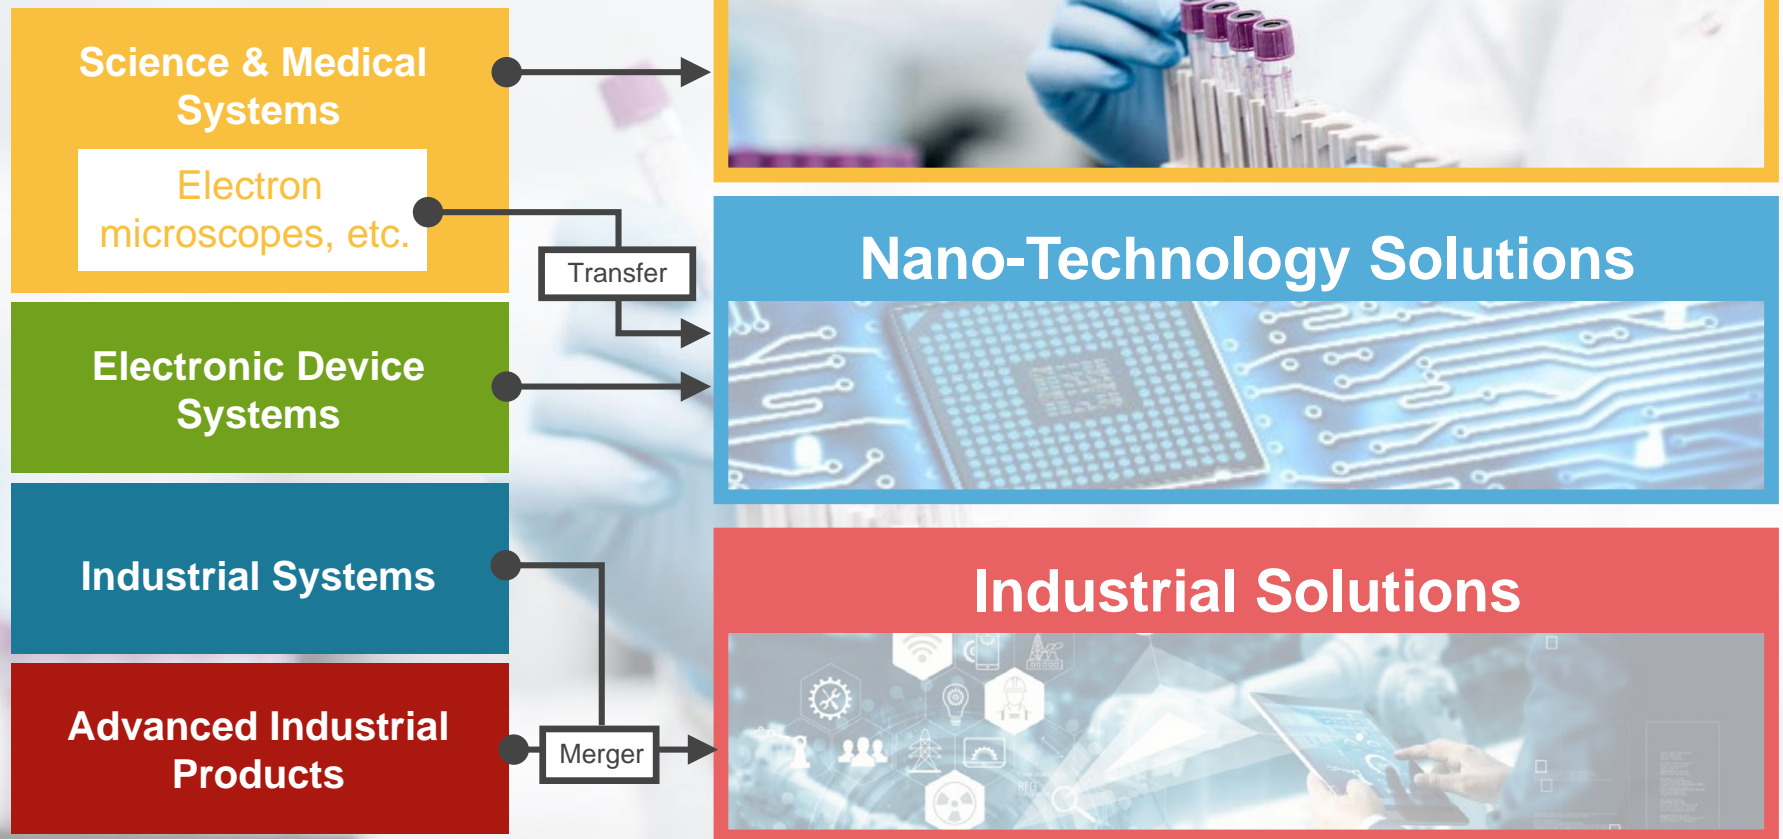 Science & Medical
Systems
Electron
microscopes, etc.
Transfer
Nano-Technology Solutions
Electronic Device
Systems
Industrial Systems
Industrial Solutions
Advanced Industrial
Products
Merger